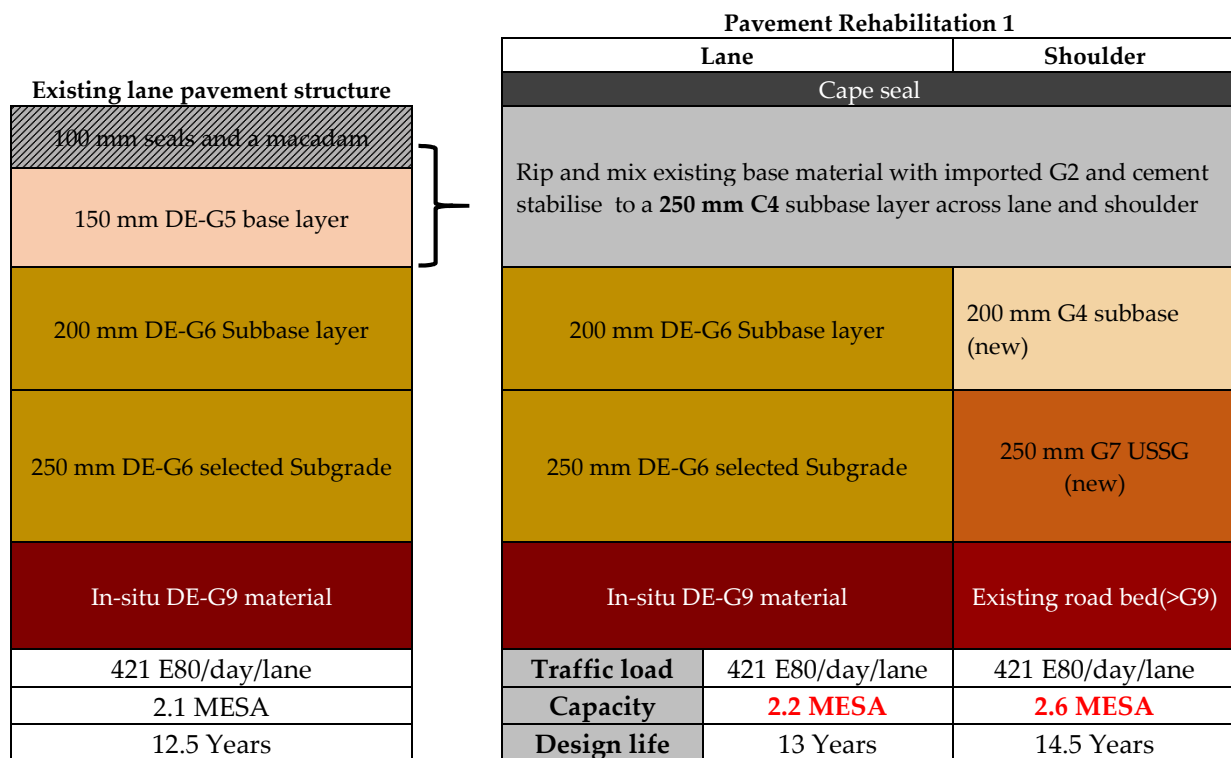 Pavement Rehabilitation 1
Lane
Shoulder
Existing lane pavement structure
Cape seal
100 mm seals and a macadam
Rip and mix existing base material with imported G2 and cement
stabilise to a 250 mm C4 subbase layer across lane and shoulder
150 mm DE-G5 base layer
200 mm DE-G6 Subbase layer
200 mm DE-G6 Subbase layer
200 mm G4 subbase
(new)
250 mm DE-G6 selected Subgrade
250 mm DE-G6 selected Subgrade
250 mm G7 USSG
(new)
In-situ DE-G9 material
In-situ DE-G9 material
Existing road bed(>G9)
421 E80/day/lane
Traffic load
421 E80/day/lane
421 E80/day/lane
2.1 MESA
Capacity
2.2 MESA
2.6 MESA
12.5 Years
Design life
13 Years
14.5 Years